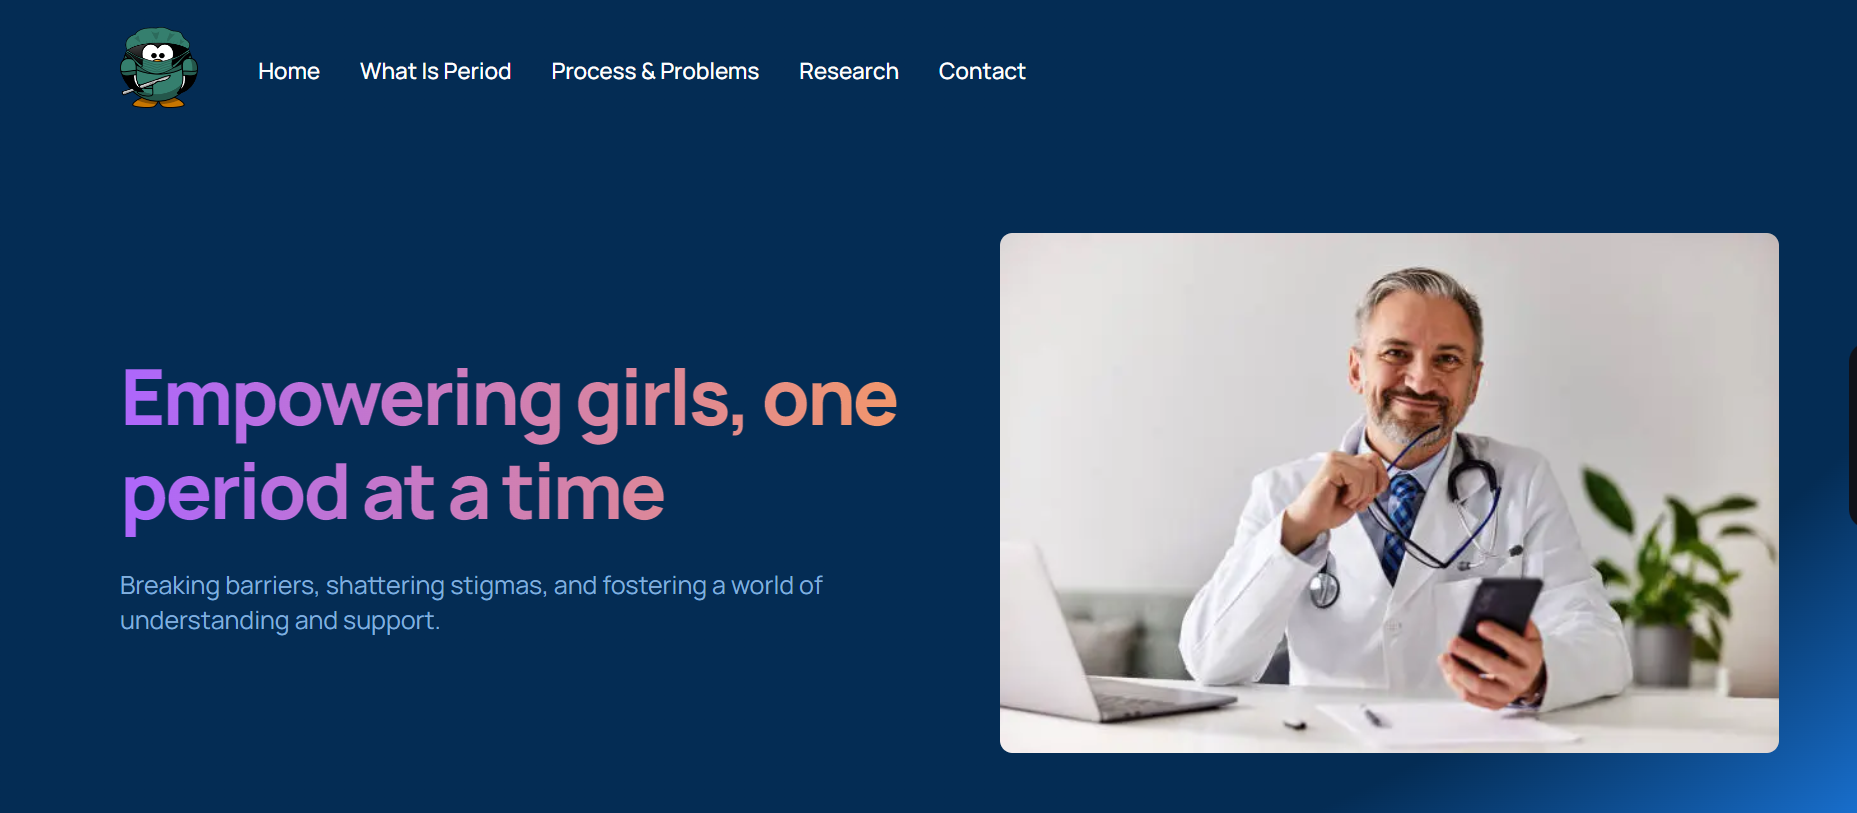 Home
What Is Period
Process & Problems
Research
Contact
Empowering girls, one
period at a time
Breaking barriers, shattering stigmas, and fostering a world of
understanding and support.